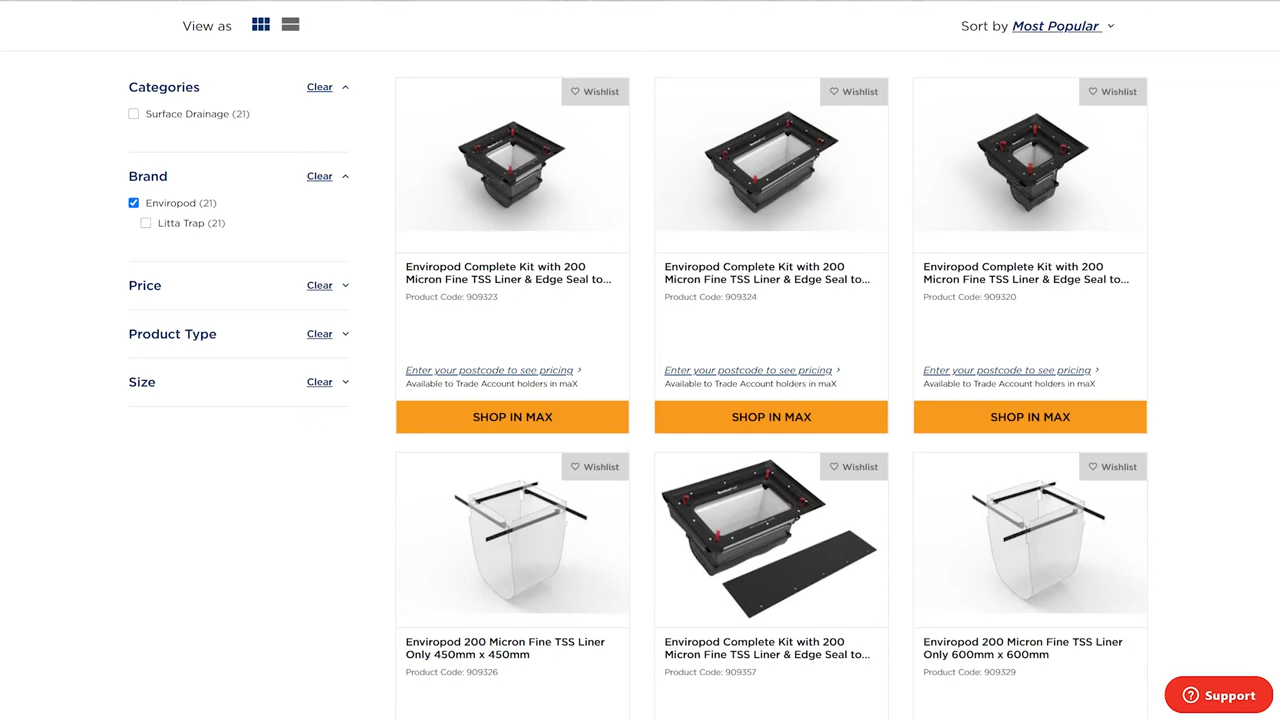 View as
Sort by Most Popular
Categories
Clear
Surface Drainage (21)
Brand
Clear
Enviropod (21)
Litta Trap (21)
Price
Clear
Product Type
Clear
Size
Clear
Wishlist
Enviropod Complete Kit with 200
Micron Fine TSS Liner & Edge Seal to...
Product Code: 909323
Enter your postcode to see pricing
Available to Trade Account holders in maX
SHOP IN MAX
Wishlist
Enviropod Complete Kit with 200
Micron Fine TSS Liner & Edge Seal to...
Product Code: 909324
Enter your postcode to see pricing
Available to Trade Account holders in maX
SHOP IN MAX
Wishlist
Enviropod Complete Kit with 200
Micron Fine TSS Liner & Edge Seal to...
Product Code: 909320
Enter your postcode to see pricing
Available to Trade Account holders in maX
SHOP IN MAX
Wishlist
Enviropod 200 Micron Fine TSS Liner
Only 450mm x 450mm
Product Code: 909326
Wishlist
Enviropod Complete Kit with 200
Micron Fine TSS Liner & Edge Seal to...
Product Code: 909357
Wishlist
Enviropod 200 Micron Fine TSS Liner
Only 600mm x 600mm
Product Code: 909329
Support